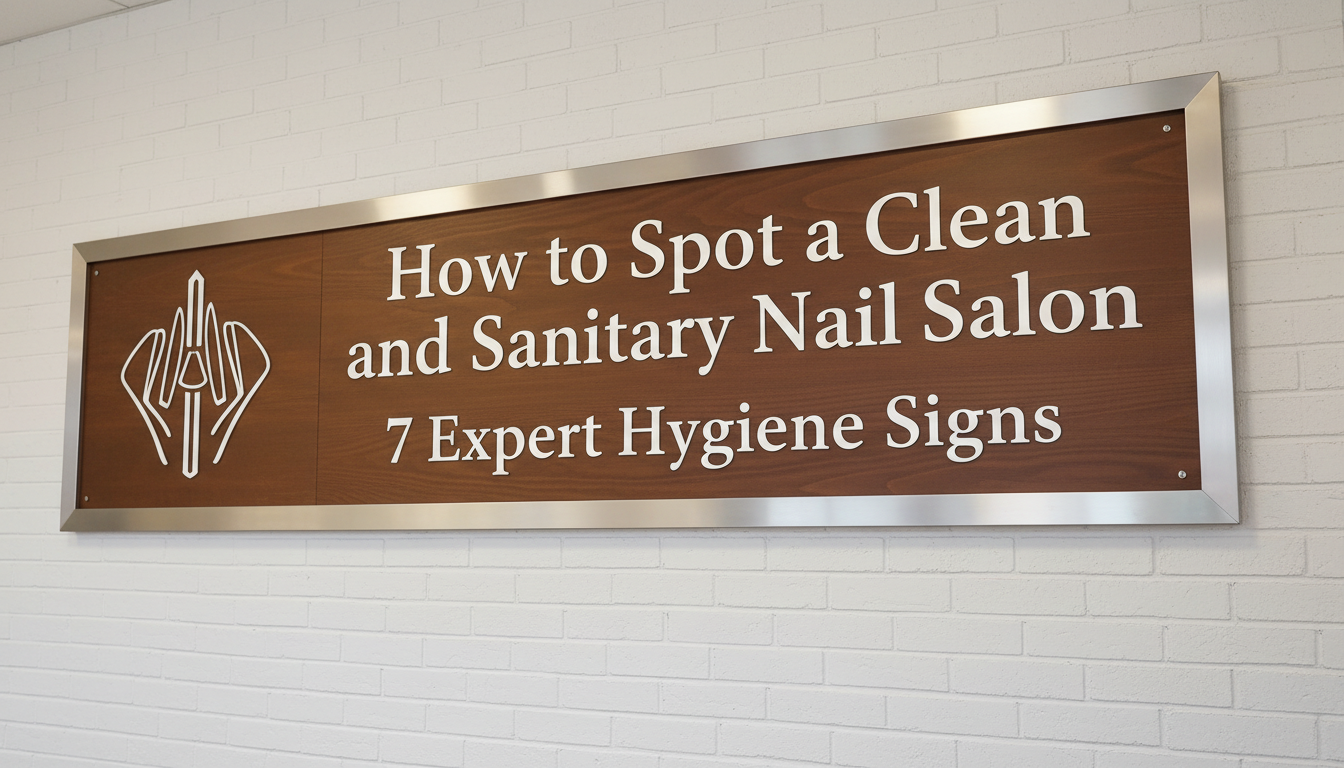 How to Spot a Clean
and Sanitary Nail Salon
7 Expert Hygiene Signs